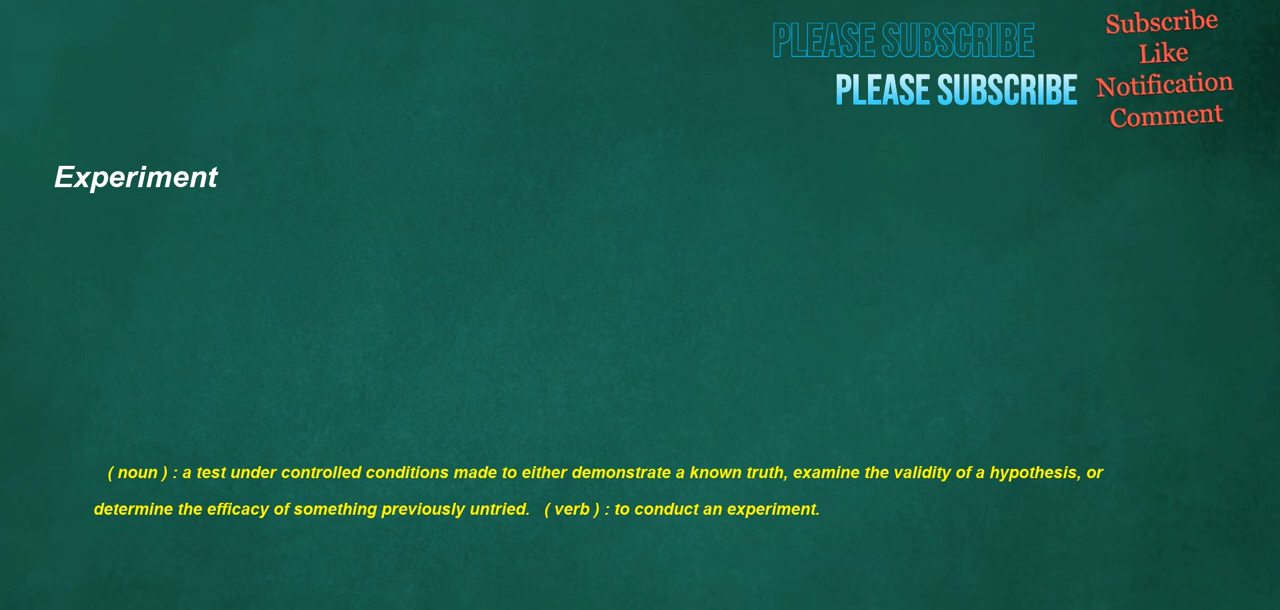 PLEASE SUBSCRIBE
PLEASE SUBSCRIBE
Subscribe
Like
Notification
Comment
Experiment
( noun ) : a test under controlled conditions made to either demonstrate a known truth, examine the validity of a hypothesis, or
determine the efficacy of something previously untried. ( verb ) : to conduct an experiment.